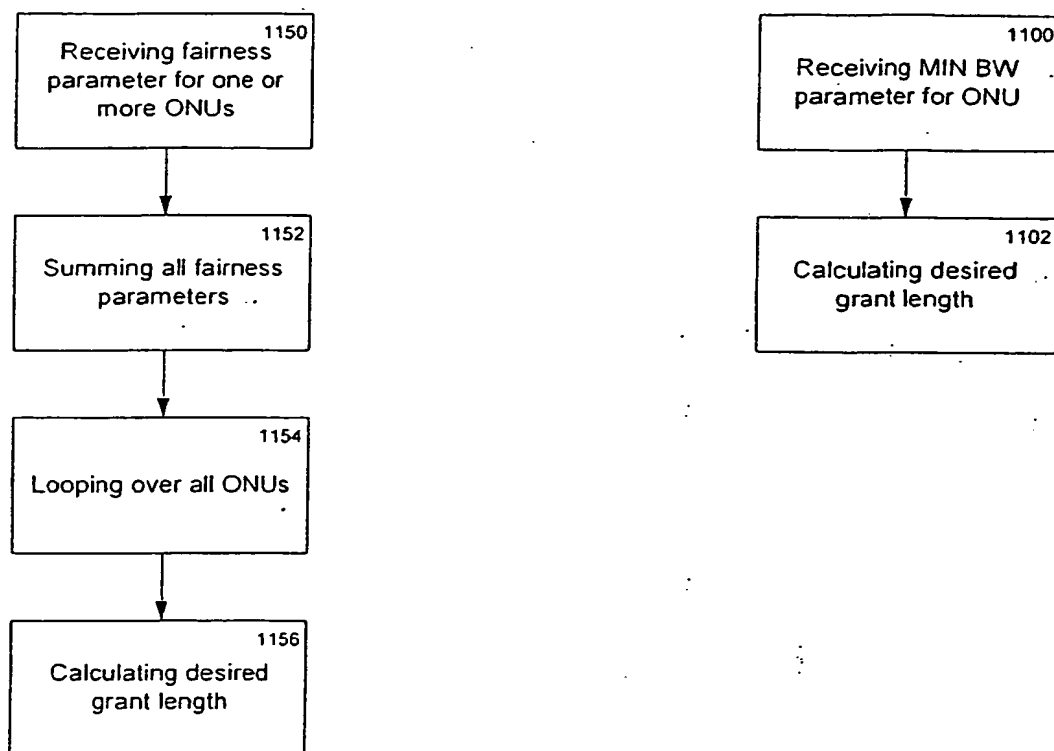 1150
Receiving fairness
parameter for one or
more ONUs
1152
Summing all fairness
parameters
1154
Looping over all ONUs
1156
Calculating desired
grant length
1100
Receiving MIN BW
parameter for ONU
1102
Calculating desired
grant length